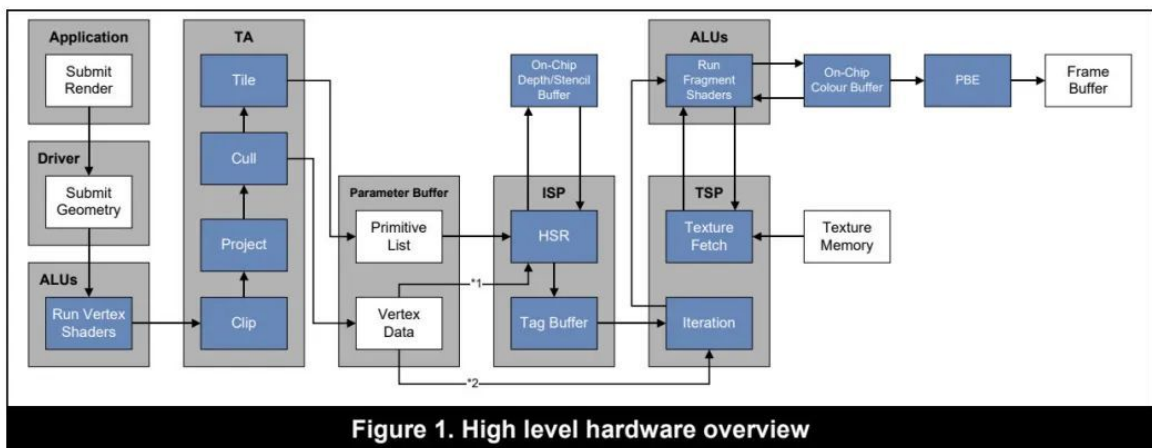 Application
Submit
Render
Driver
Submit
Geometry
ALUs
Run Vertex
Shaders
TA
Tile
Cull
Project
Clip
Parameter Buffer
Primitive
List
Vertex
Data
*1
*2
On-Chip
Depth/Stencil
Buffer
ISP
HSR
Tag Buffer
ALUs
Run
Fragment
Shaders
TSP
Texture
Fetch
Iteration
On-Chip
Colour Buffer
PBE
Frame
Buffer
Texture
Memory
Figure 1. High level hardware overview